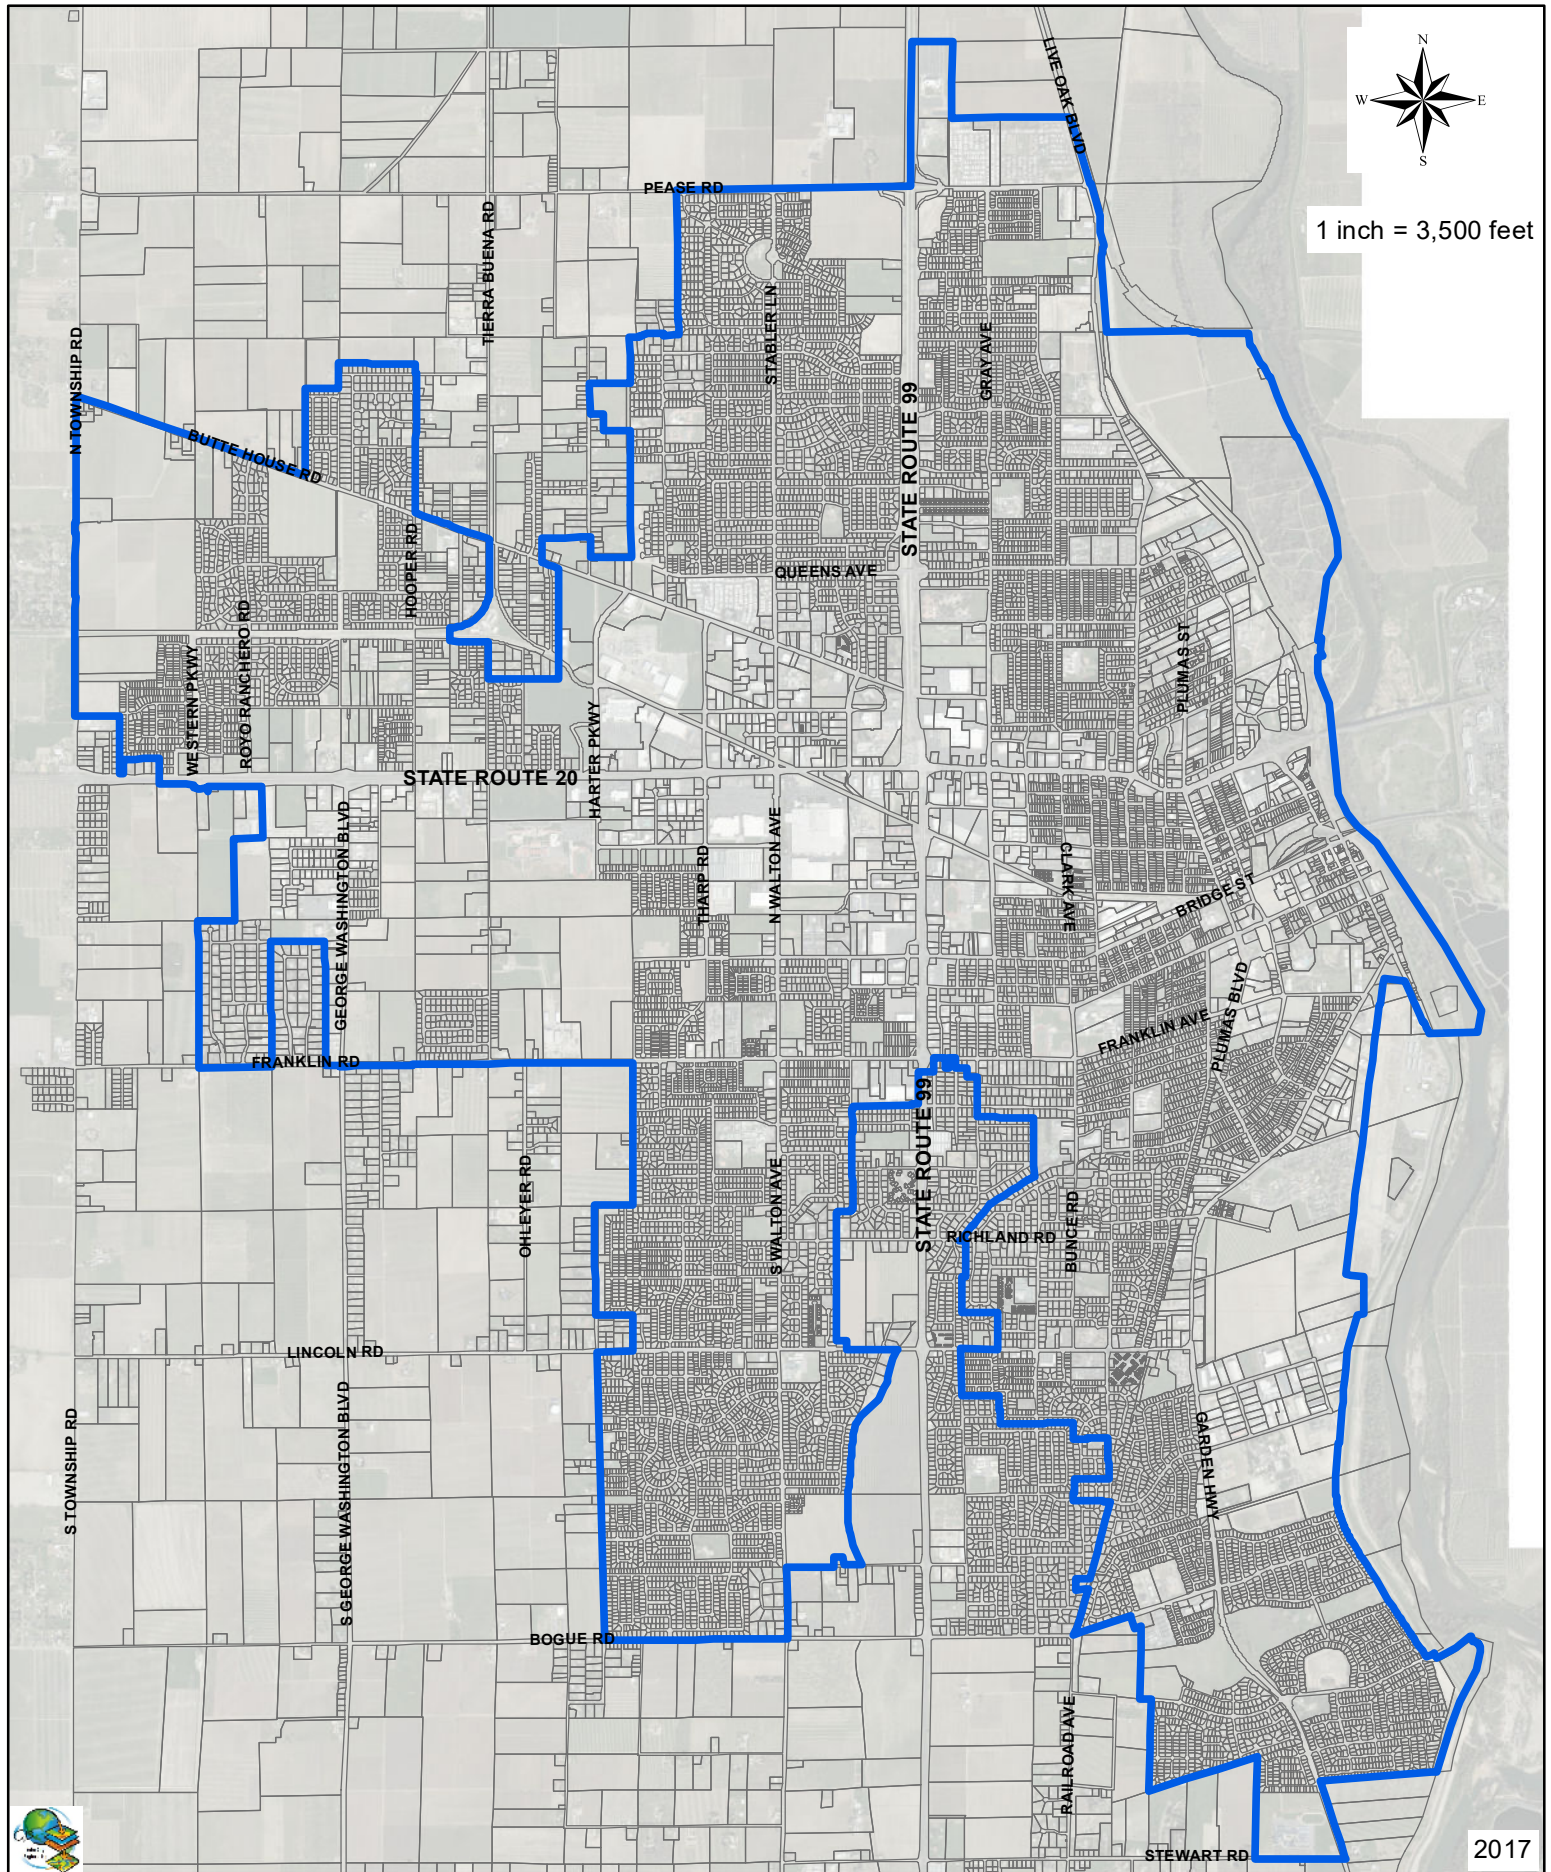 N
W
E
S
LIVE OAK BLVD
PEASE RD
1 inch = 3,500 feet
TIERRA BUENA RD
STABLER LN
N TOWNSHIP RD
GRAY AVE
STATE ROUTE 99
BUTTE HOUSE RD
HOOPER RD
QUEENS AVE
ROYO RANCHERO RD
WESTERN PKWY
PLUMAS ST
HARTER PKWY
STATE ROUTE 20
GEORGE WASHINGTON BLVD
THARP RD
N WALTON AVE
CLARK AVE
BRIDGE ST
PLUMAS BLVD
FRANKLIN AVE
FRANKLIN RD
STATE ROUTE 99
OHLEYER RD
S WALTON AVE
RICHLAND RD
BUNCE RD
LINCOLN RD
S TOWNSHIP RD
S GEORGE WASHINGTON BLVD
GARDEN HWY
BOGUE RD
RAILROAD AVE
STEWART RD
2017